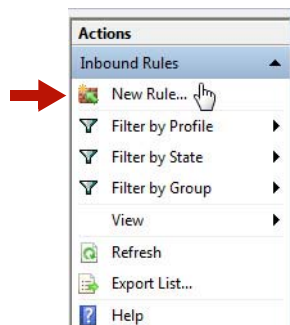 Actions
Inbound Rules
New Rule...
Filter by Profile
Filter by State
Filter by Group
View
Refresh
Export List...
Help